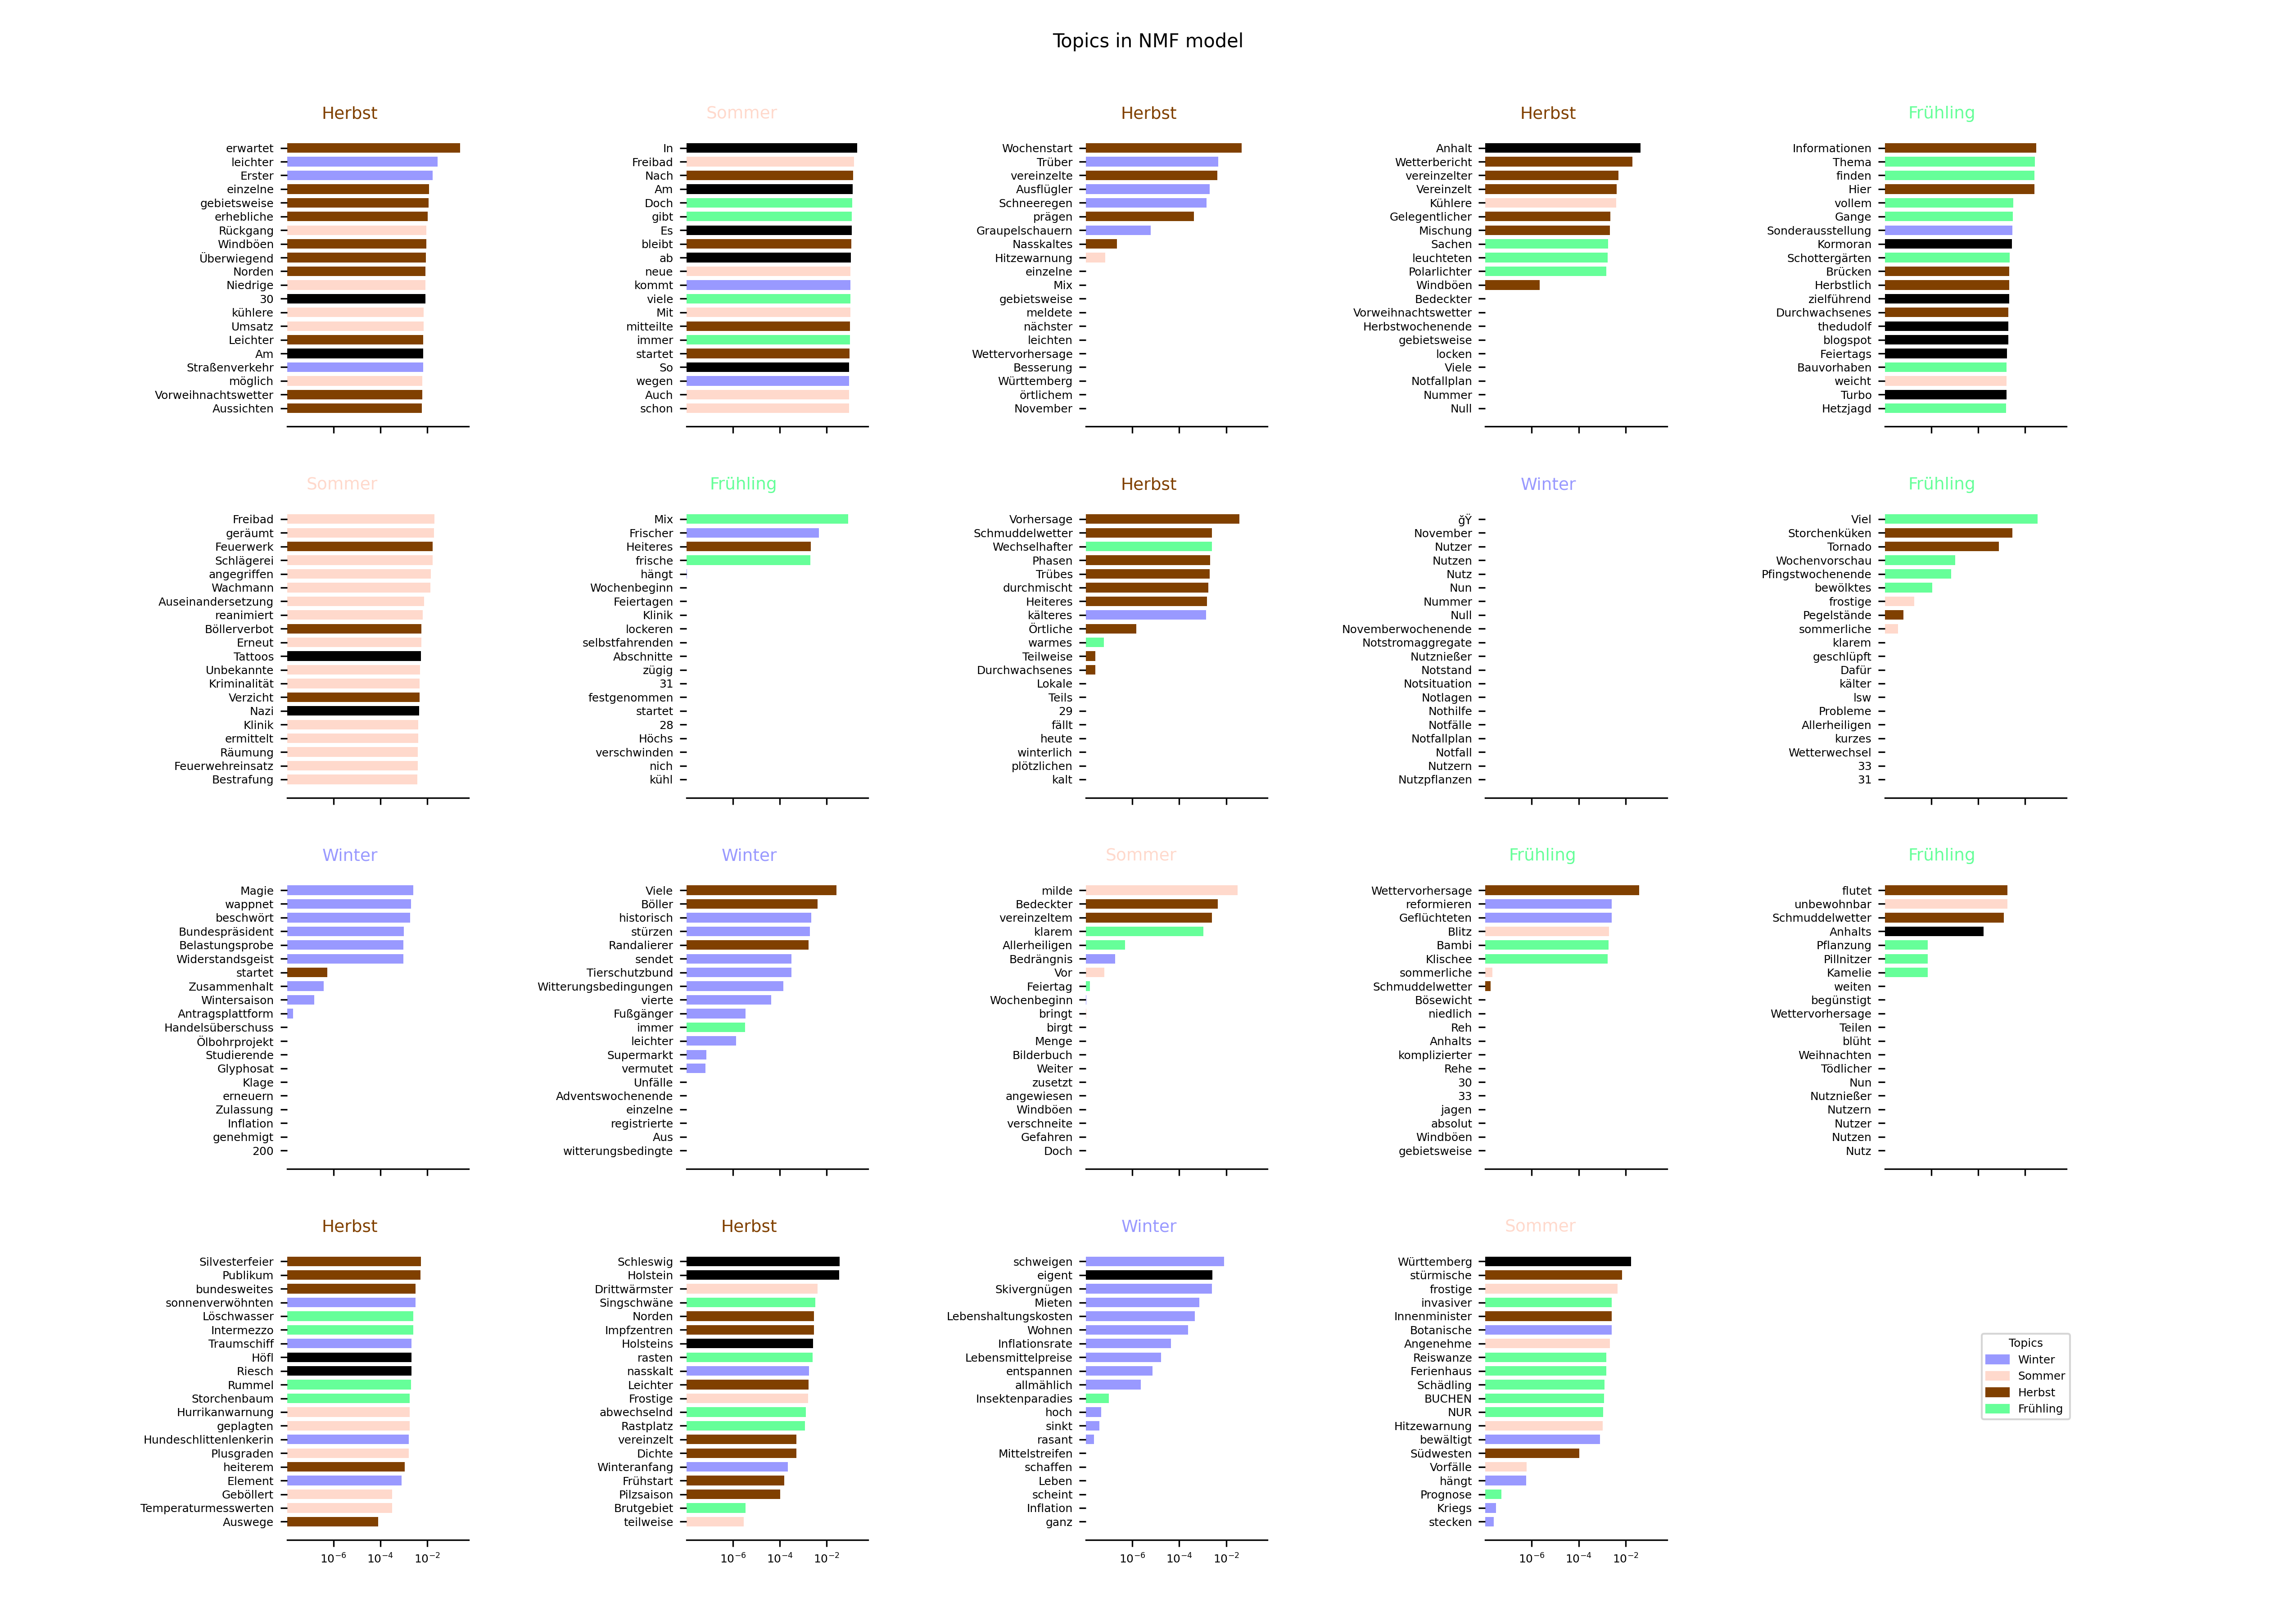 Topics in NMF model
Herbst
erwartet
leichter
Erster
einzelne
gebietsweise
erhebliche
Rückgang
Windböen
Überwiegend
Norden
Niedrige
30
kühlere
Umsatz
Leichter
Am
Straßenverkehr
möglich
Vorweihnachtswetter
Aussichten
Sommer
In
Freibad
Nach
Am
Doch
gibt
Es
bleibt
ab
neue
kommt
viele
Mit
mitteilte
immer
startet
So
wegen
Auch
schon
Herbst
Wochenstart
Trüber
vereinzelte
Ausflügler
Schneeregen
prägen
Graupelschauern
Nasskaltes
Hitzewarnung
einzelne
Mix
gebietsweise
meldete
nächster
leichten
Wettervorhersage
Besserung
Württemberg
örtlichem
November
Herbst
Anhalt
Wetterbericht
vereinzelter
Vereinzelt
Kühlere
Gelegentlicher
Mischung
Sachen
leuchteten
Polarlichter
Windböen
Bedeckter
Vorweihnachtswetter
Herbstwochenende
gebietsweise
locken
Viele
Notfallplan
Nummer
Null
Frühling
Informationen
Thema
finden
Hier
vollem
Gange
Sonderausstellung
Kormoran
Schottergärten
Brücken
Herbstlich
zielführend
Durchwachsenes
thedudolf
blogspot
Feiertags
Bauvorhaben
weicht
Turbo
Hetzjagd
Sommer
Freibad
geräumt
Feuerwerk
Schlägerei
angegriffen
Wachmann
Auseinandersetzung
reanimiert
Böllerverbot
Erneut
Tattoos
Unbekannte
Kriminalität
Verzicht
Nazi
Klinik
ermittelt
Räumung
Feuerwehreinsatz
Bestrafung
Frühling
Mix
Frischer
Heiteres
frische
hängt
Wochenbeginn
Feiertagen
Klinik
lockeren
selbstfahrenden
Abschnitte
zügig
31
festgenommen
startet
28
Höchs
verschwinden
nich
kühl
Herbst
Vorhersage
Schmuddelwetter
Wechselhafter
Phasen
Trübes
durchmischt
Heiteres
kälteres
Örtliche
warmes
Teilweise
Durchwachsenes
Lokale
Teils
29
fällt
heute
winterlich
plötzlichen
kalt
Winter
ğŸ
November
Nutzer
Nutzen
Nutz
Nun
Nummer
Null
Novemberwochenende
Notstromaggregate
Nutznießer
Notstand
Notsituation
Notlagen
Nothilfe
Notfälle
Notfallplan
Notfall
Nutzern
Nutzpflanzen
Frühling
Viel
Storchenküken
Tornado
Wochenvorschau
Pfingstwochenende
bewölktes
frostige
Pegelstände
sommerliche
klarem
geschlüpft
Dafür
kälter
lsw
Probleme
Allerheiligen
kurzes
Wetterwechsel
33
31
Winter
Magie
wappnet
beschwört
Bundespräsident
Belastungsprobe
Widerstandsgeist
startet
Zusammenhalt
Wintersaison
Antragsplattform
Handelsüberschuss
Ölbohrprojekt
Studierende
Glyphosat
Klage
erneuern
Zulassung
Inflation
genehmigt
200
Winter
Viele
Böller
historisch
stürzen
Randalierer
sendet
Tierschutzbund
Witterungsbedingungen
vierte
Fußgänger
immer
leichter
Supermarkt
vermutet
Unfälle
Adventswochenende
einzelne
registrierte
Aus
witterungsbedingte
Sommer
milde
Bedeckter
vereinzeltem
klarem
Allerheiligen
Bedrängnis
Vor
Feiertag
Wochenbeginn
bringt
birgt
Menge
Bilderbuch
Weiter
zusetzt
angewiesen
Windböen
verschneite
Gefahren
Doch
Frühling
Wettervorhersage
reformieren
Geflüchteten
Blitz
Bambi
Klischee
sommerliche
Schmuddelwetter
Bösewicht
niedlich
Reh
Anhalts
komplizierter
Rehe
30
33
jagen
absolut
Windböen
gebietsweise
Frühling
flutet
unbewohnbar
Schmuddelwetter
Anhalts
Pflanzung
Pillnitzer
Kamelie
weiten
begünstigt
Wettervorhersage
Teilen
blüht
Weihnachten
Tödlicher
Nun
Nutznießer
Nutzern
Nutzer
Nutzen
Nutz
Herbst
Silvesterfeier
Publikum
bundesweites
sonnenverwöhnten
Löschwasser
Intermezzo
Traumschiff
Höfl
Riesch
Rummel
Storchenbaum
Hurrikanwarnung
geplagten
Hundeschlittenlenkerin
Plusgraden
heiterem
Element
Geböllert
Temperaturmesswerten
Auswege
10⁻⁶ 10⁻⁴ 10⁻²
Herbst
Schleswig
Holstein
Drittwärmster
Singschwäne
Norden
Impfzentren
Holsteins
rasten
nasskalt
Leichter
Frostige
abwechselnd
Rastplatz
vereinzelt
Dichte
Winteranfang
Frühstart
Pilzsaison
Brutgebiet
teilweise
10⁻⁶ 10⁻⁴ 10⁻²
Winter
schweigen
eigent
Skivergnügen
Mieten
Lebenshaltungskosten
Wohnen
Inflationsrate
Lebensmittelpreise
entspannen
allmählich
Insektenparadies
hoch
sinkt
rasant
Mittelstreifen
schaffen
Leben
scheint
Inflation
ganz
10⁻⁶ 10⁻⁴ 10⁻²
Sommer
Württemberg
stürmische
frostige
invasiver
Innenminister
Botanische
Angenehme
Reiswanze
Ferienhaus
Schädling
BUCHEN
NUR
Hitzewarnung
bewältigt
Südwesten
Vorfälle
hängt
Prognose
Kriegs
stecken
10⁻⁶ 10⁻⁴ 10⁻²
Topics
Winter
Sommer
Herbst
Frühling